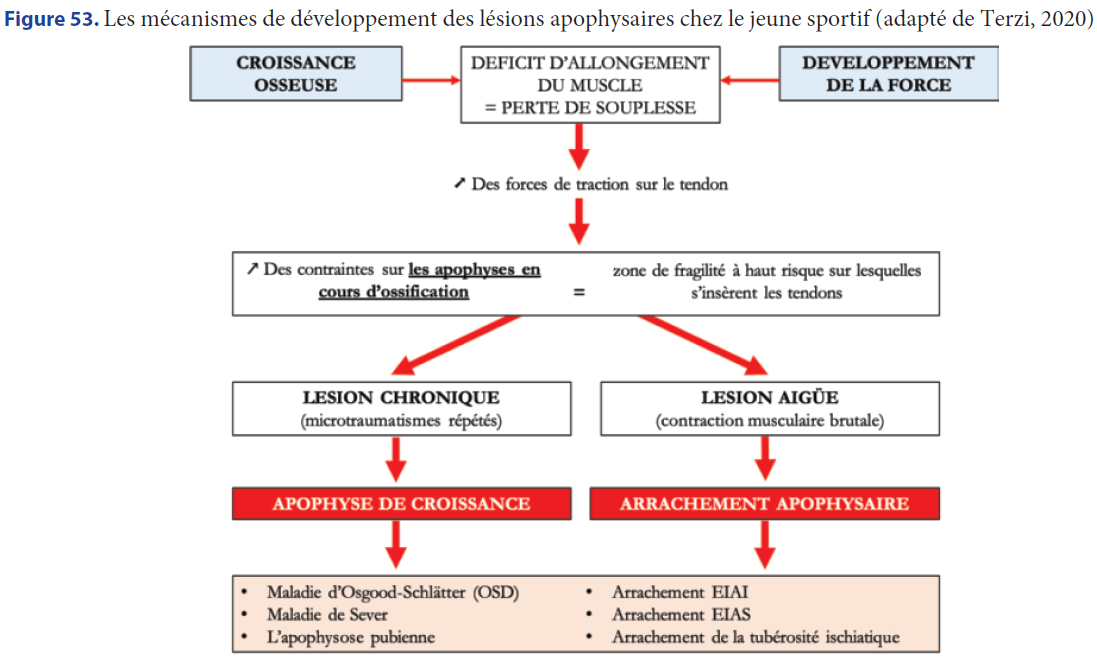 Figure 53. Les mécanismes de développement des lésions apophysaires chez le jeune sportif (adapté de Terzi, 2020)
CROISSANCE
OSSEUSE
DEFICIT D'ALLONGEMENT
DU MUSCLE
= PERTE DE SOUPLESSE
DEVELOPPEMENT
DE LA FORCE
↗ Des forces de traction sur le tendon
↗ Des contraintes sur les apophyses en
cours d'ossification
=
zone de fragilité à haut risque sur lesquelles
s'insèrent les tendons
LESION CHRONIQUE
(microtraumatismes répétés)
LESION AIGÜE
(contraction musculaire brutale)
APOPHYSE DE CROISSANCE
ARRACHEMENT APOPHYSAIRE
• Maladie d'Osgood-Schlätter (OSD)
• Maladie de Sever
• L'apophysose pubienne
• Arrachement EIAI
• Arrachement EIAS
• Arrachement de la tubérosité ischiatique